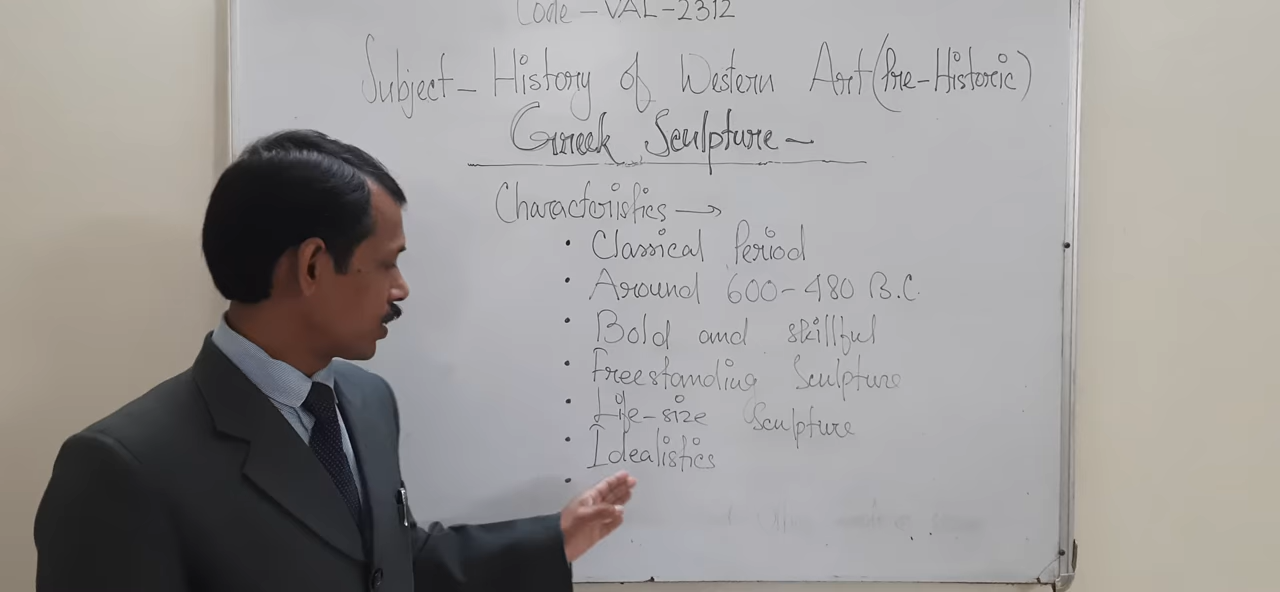 Code – VAL – 2312
Subject – History of Western Art (Pre-Historic)
Greek Sculpture –
Characteristics →
• Classical Period
• Around 600 – 480 B.C.
• Bold and skillful
• Freestanding Sculpture
• Life-size Sculpture
• Idealistics
•